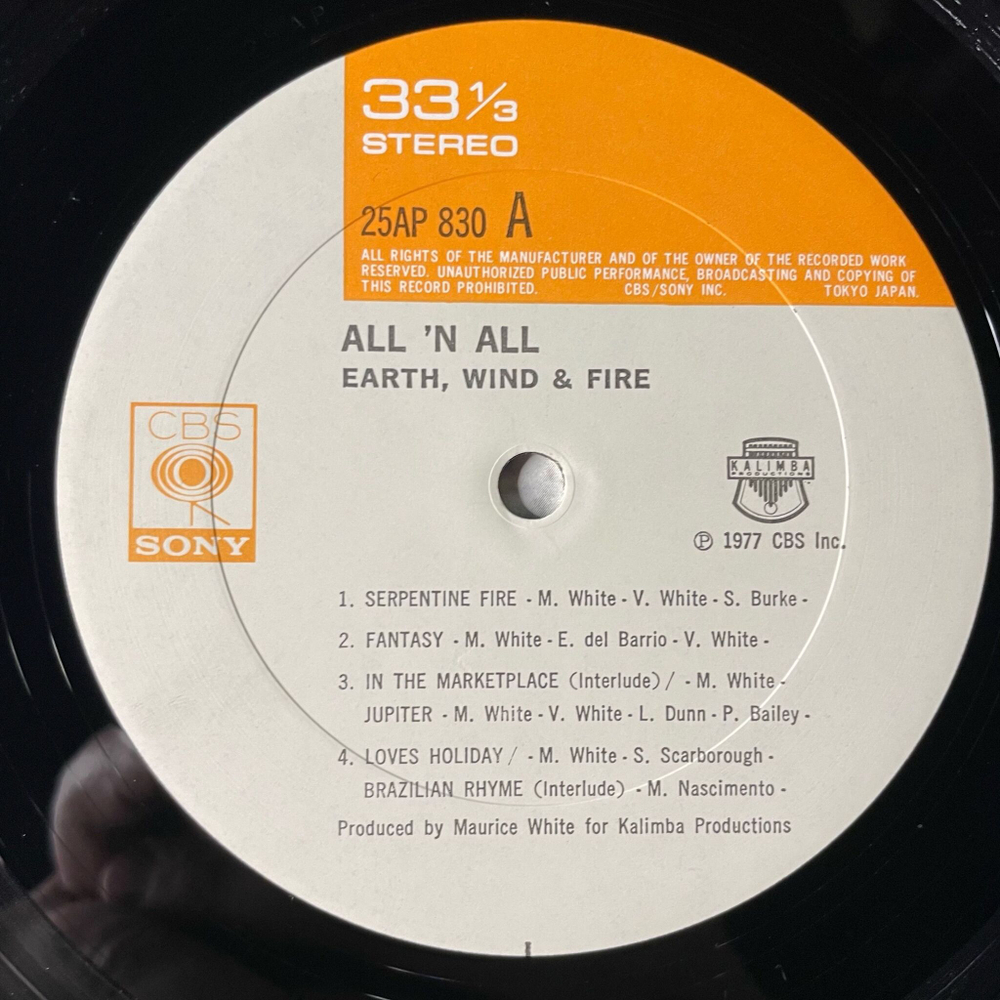 33 1/3
STEREO
25AP 830 A
ALL RIGHTS OF THE MANUFACTURER AND OF THE OWNER OF THE RECORDED WORK
RESERVED. UNAUTHORIZED PUBLIC PERFORMANCE, BROADCASTING AND COPYING OF
THIS RECORD PROHIBITED. CBS/SONY INC. TOKYO JAPAN.
ALL 'N ALL
EARTH, WIND & FIRE
CBS
SONY
KALIMBA
PRODUCTIONS
Ⓟ 1977 CBS Inc.
1. SERPENTINE FIRE - M. White - V. White - S. Burke -
2. FANTASY - M. White - E. del Barrio - V. White -
3. IN THE MARKETPLACE (Interlude) / - M. White -
JUPITER - M. White - V. White - L. Dunn - P. Bailey -
4. LOVES HOLIDAY / - M. White - S. Scarborough -
BRAZILIAN RHYME (Interlude) - M. Nascimento -
Produced by Maurice White for Kalimba Productions